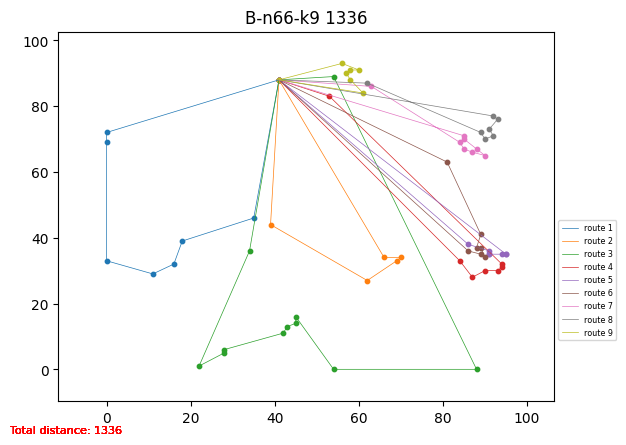 B-n66-k9 1336
100
80
60
40
20
0
0 20 40 60 80 100
route 1
route 2
route 3
route 4
route 5
route 6
route 7
route 8
route 9
Total distance: 1336